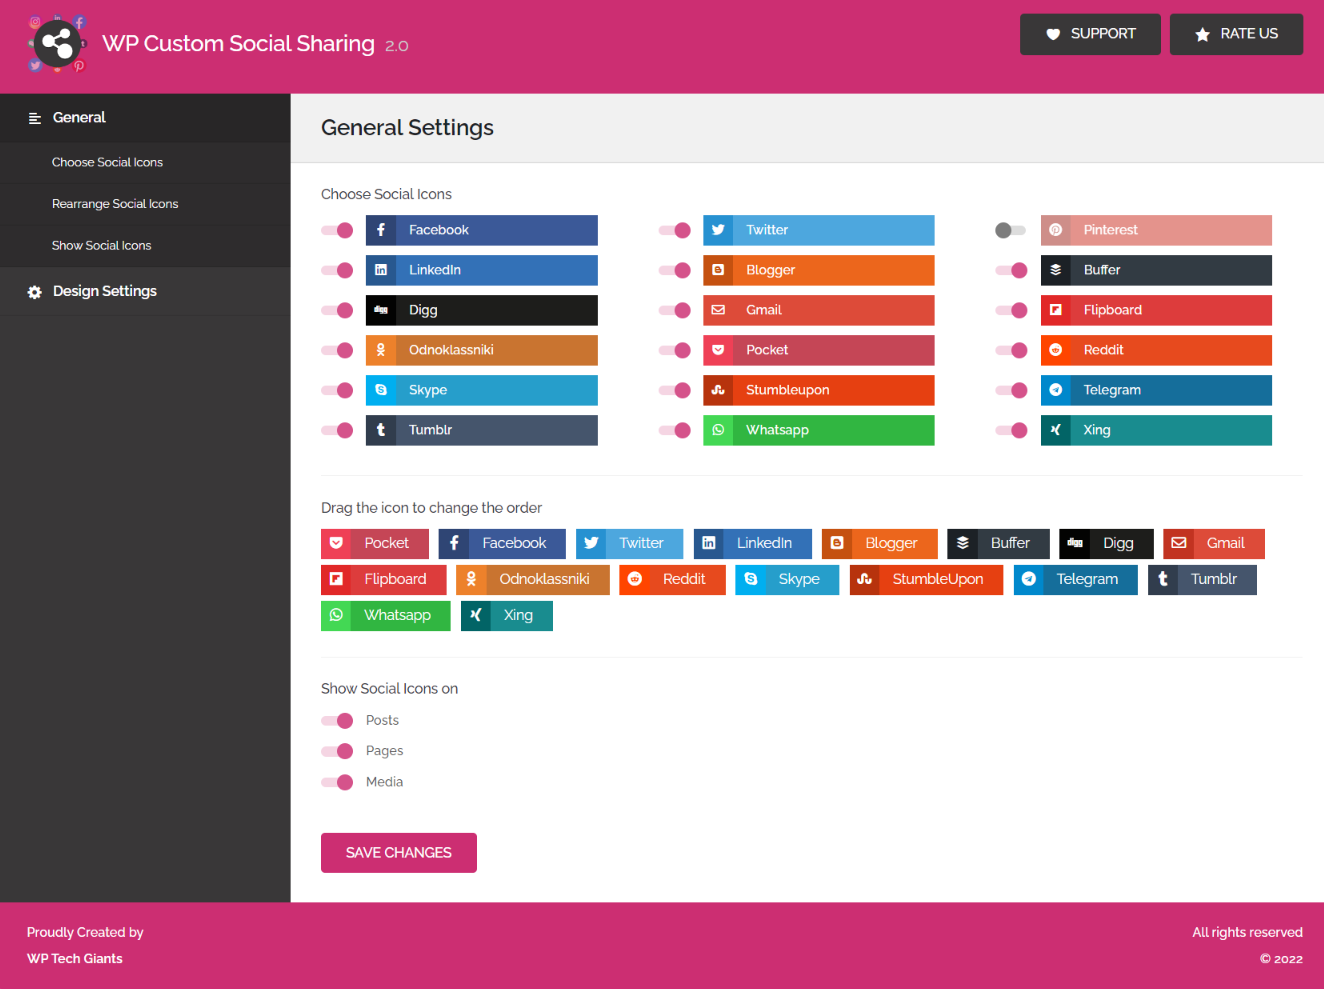 WP Custom Social Sharing 2.0
SUPPORT
RATE US
General
Choose Social Icons
Rearrange Social Icons
Show Social Icons
Design Settings
General Settings
Choose Social Icons
Facebook
Twitter
Pinterest
LinkedIn
Blogger
Buffer
digg Digg
Gmail
Flipboard
Odnoklassniki
Pocket
Reddit
Skype
Stumbleupon
Telegram
Tumblr
Whatsapp
Xing
Drag the icon to change the order
Pocket Facebook Twitter LinkedIn Blogger Buffer digg Digg Gmail
Flipboard Odnoklassniki Reddit Skype StumbleUpon Telegram Tumblr
Whatsapp Xing
Show Social Icons on
Posts
Pages
Media
SAVE CHANGES
Proudly Created by
WP Tech Giants
All rights reserved
© 2022